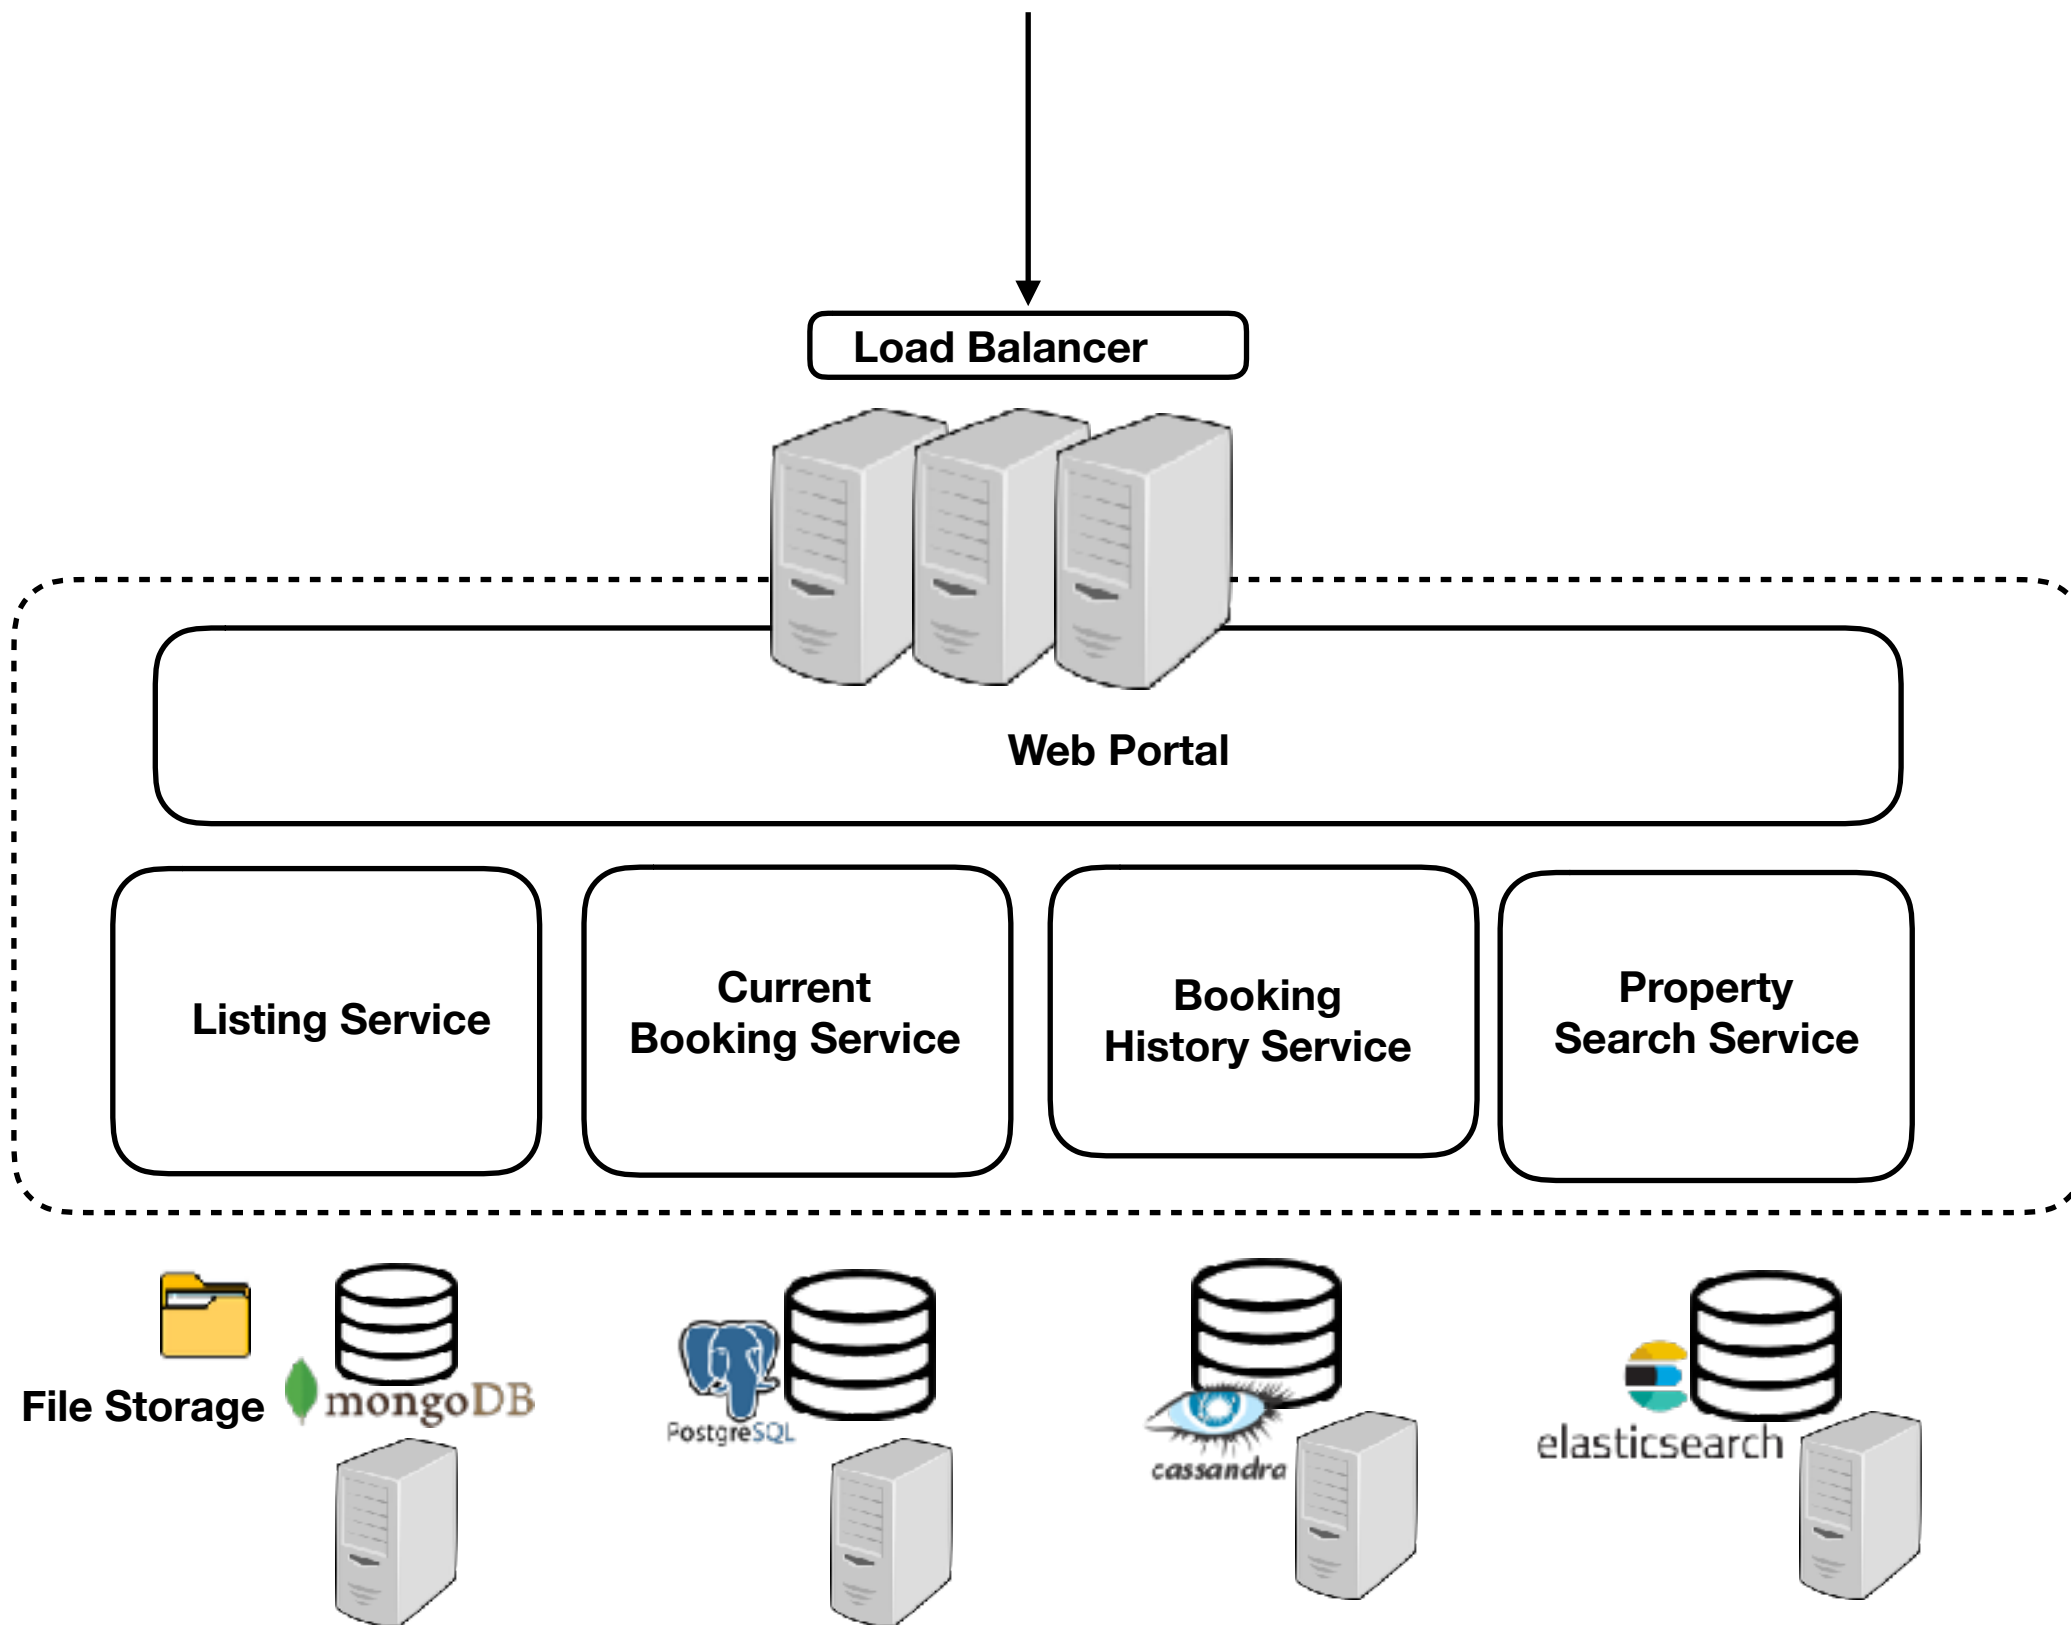 Load Balancer
Web Portal
Listing Service
Current
Booking Service
Booking
History Service
Property
Search Service
File Storage
mongoDB
PostgreSQL
cassandra
elasticsearch